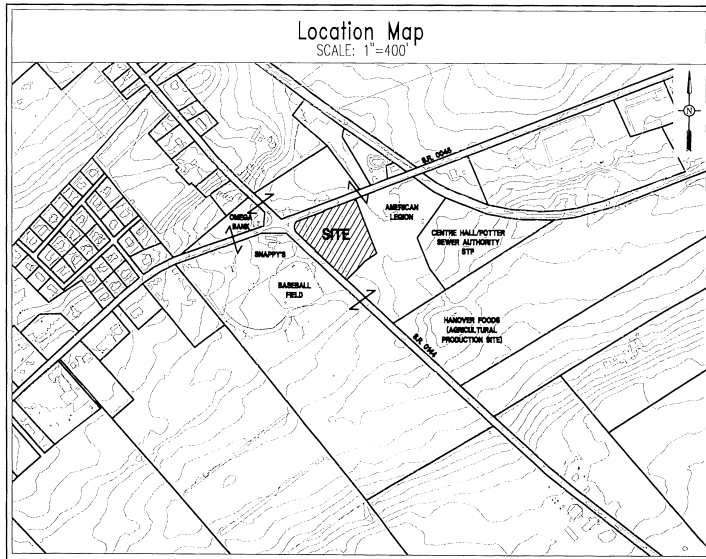 Location Map
SCALE: 1"=400'
N
S.R. 0045
OMEGA
BANK
SITE
AMERICAN
LEGION
SNAPPY'S
CENTRE HALL/POTTER
SEWER AUTHORITY
STP
BASEBALL
FIELD
HANOVER FOODS
(AGRICULTURAL
PRODUCTION SITE)
S.R. 0144